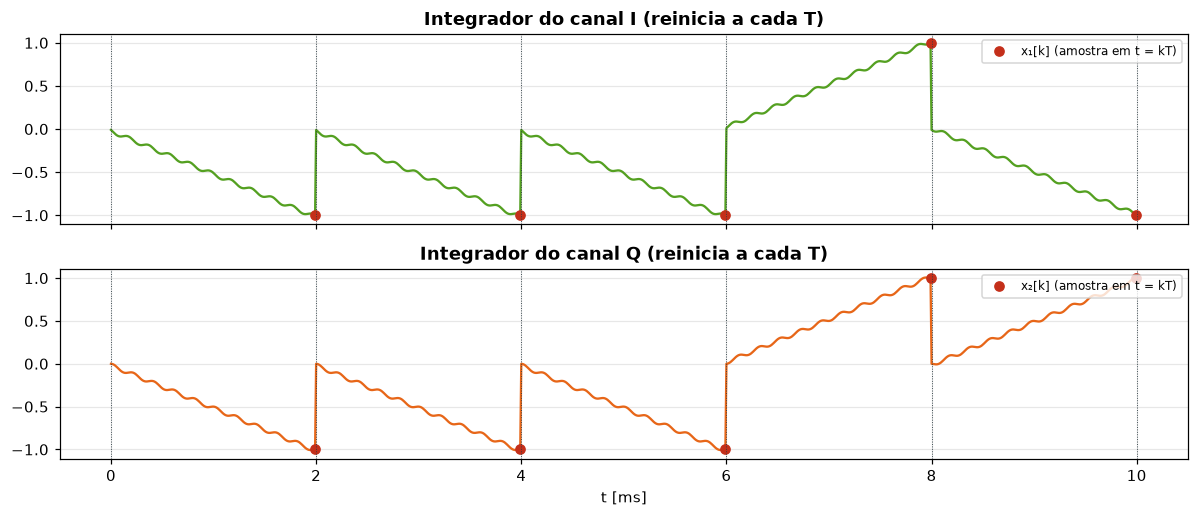 Integrador do canal I (reinicia a cada T)
1.0
0.5
0.0
−0.5
−1.0
x₁[k] (amostra em t = kT)
Integrador do canal Q (reinicia a cada T)
1.0
0.5
0.0
−0.5
−1.0
x₂[k] (amostra em t = kT)
0 2 4 6 8 10
t [ms]